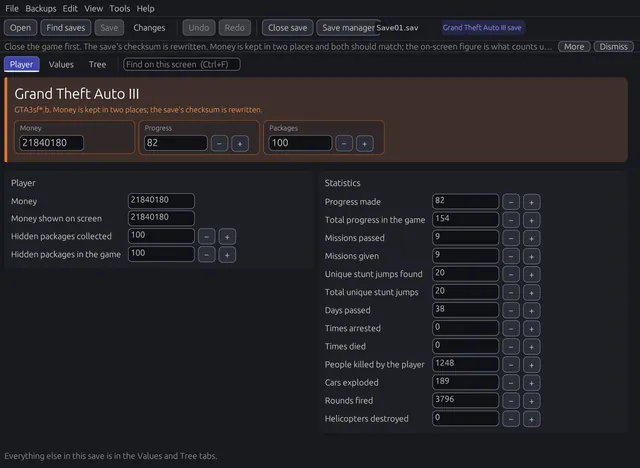 File Backups Edit View Tools Help
Open Find saves Save Changes Undo Redo Close save Save manager Save01.sav Grand Theft Auto III save
Close the game first. The save's checksum is rewritten. Money is kept in two places and both should match; the on-screen figure is what counts u... More Dismiss
Player Values Tree Find on this screen (Ctrl+F)
Grand Theft Auto III
GTA3sf*.b. Money is kept in two places; the save's checksum is rewritten.
Money Progress Packages
21840180 82 − + 100 − +
Player
Money 21840180
Money shown on screen 21840180
Hidden packages collected 100 − +
Hidden packages in the game 100 − +
Statistics
Progress made 82 − +
Total progress in the game 154 − +
Missions passed 9 − +
Missions given 9 − +
Unique stunt jumps found 20 − +
Total unique stunt jumps 20 − +
Days passed 38 − +
Times arrested 0 − +
Times died 0 − +
People killed by the player 1248 − +
Cars exploded 189 − +
Rounds fired 3796 − +
Helicopters destroyed 0 − +
Everything else in this save is in the Values and Tree tabs.